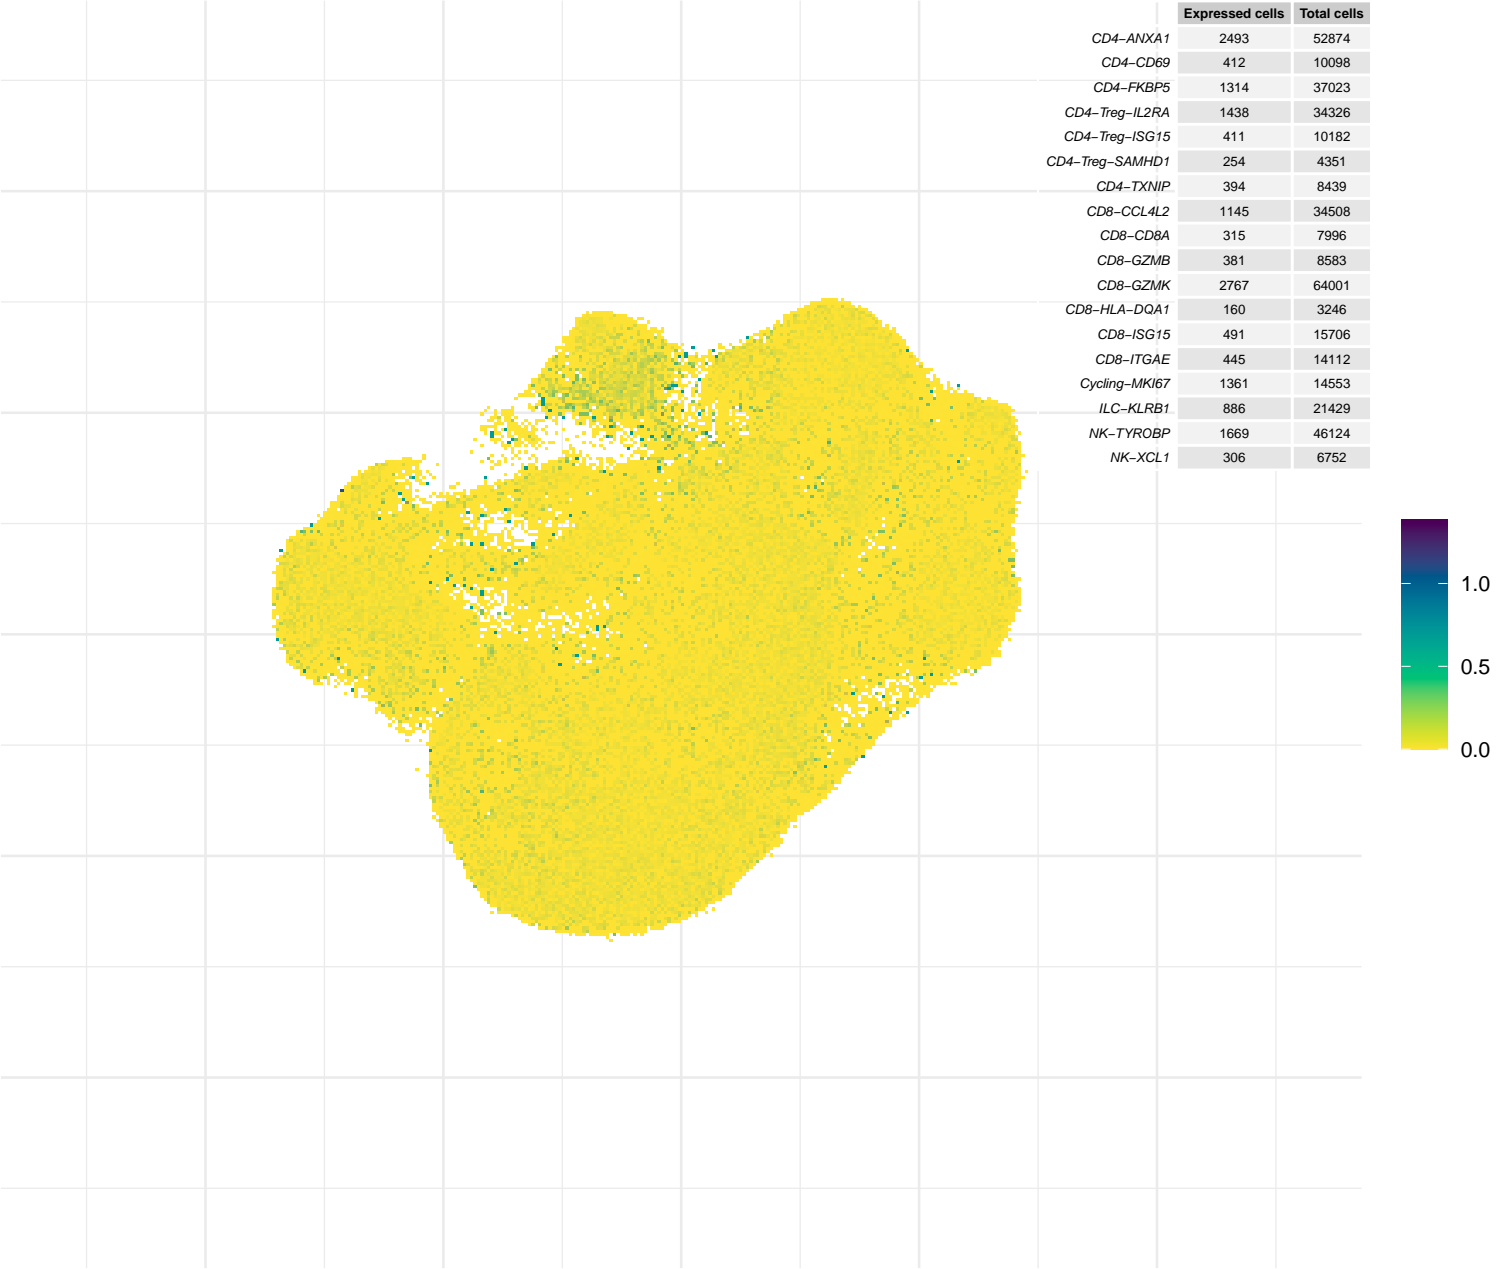 Expressed cells Total cells
CD4−ANXA1 2493 52874
CD4−CD69 412 10098
CD4−FKBP5 1314 37023
CD4−Treg−IL2RA 1438 34326
CD4−Treg−ISG15 411 10182
CD4−Treg−SAMHD1 254 4351
CD4−TXNIP 394 8439
CD8−CCL4L2 1145 34508
CD8−CD8A 315 7996
CD8−GZMB 381 8583
CD8−GZMK 2767 64001
CD8−HLA−DQA1 160 3246
CD8−ISG15 491 15706
CD8−ITGAE 445 14112
Cycling−MKI67 1361 14553
ILC−KLRB1 886 21429
NK−TYROBP 1669 46124
NK−XCL1 306 6752
1.0
0.5
0.0